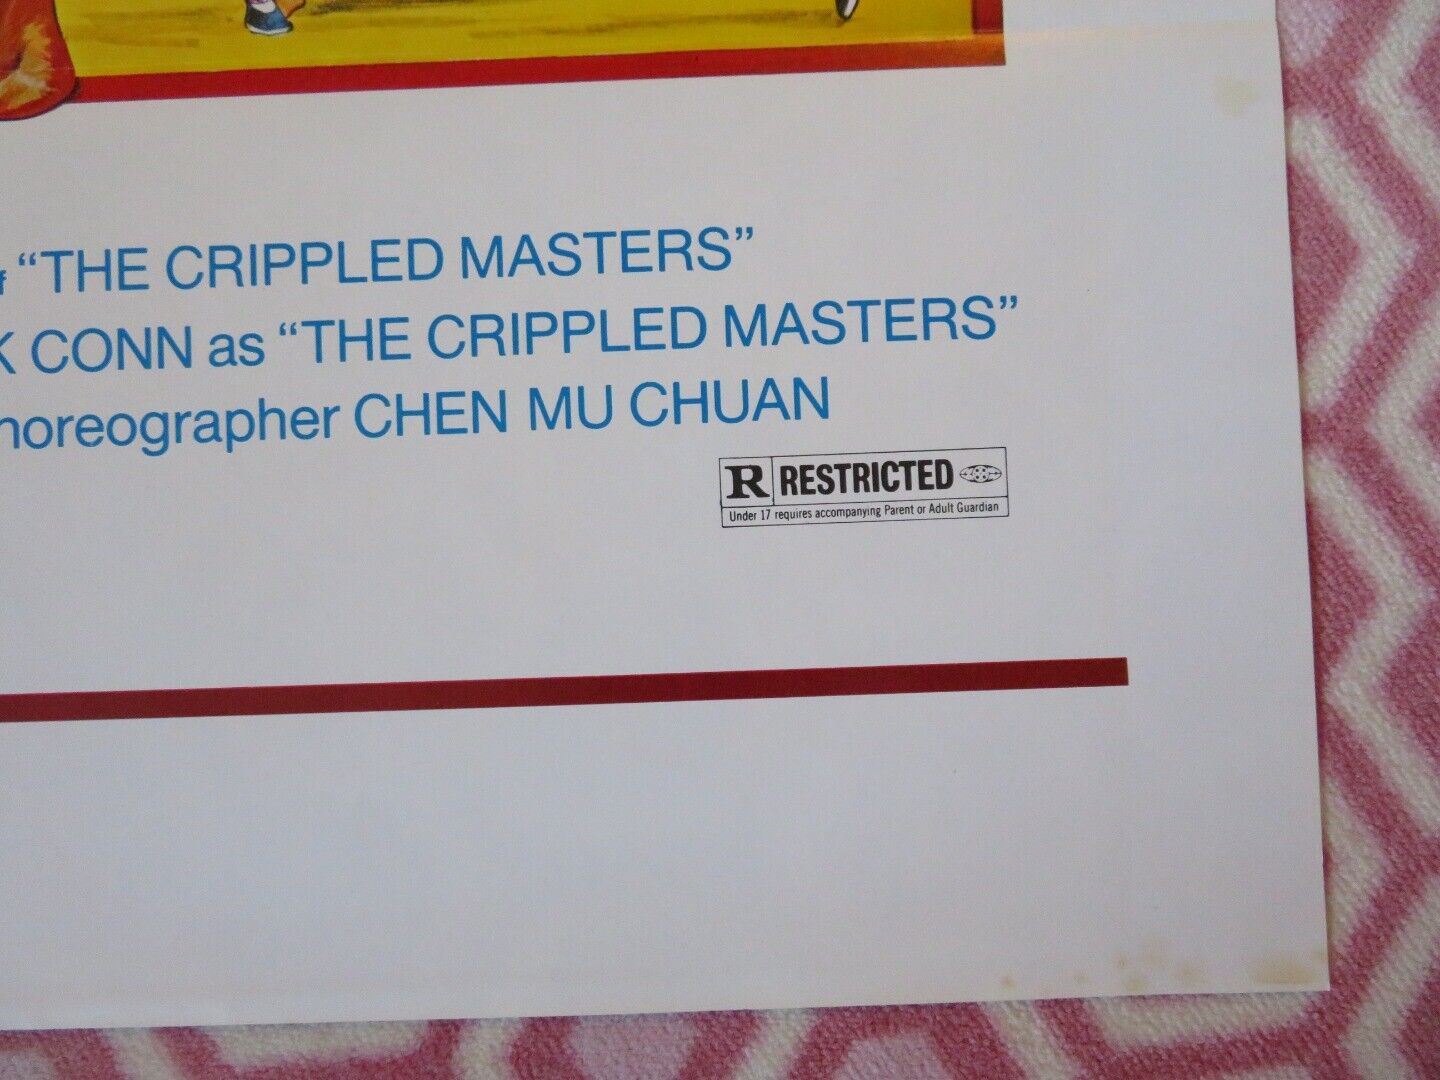 “THE CRIPPLED MASTERS”
K CONN as “THE CRIPPLED MASTERS”
horeographer CHEN MU CHUAN
R RESTRICTED
Under 17 requires accompanying Parent or Adult Guardian